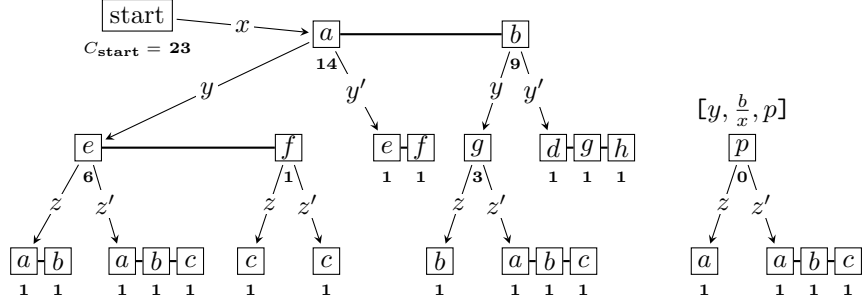 start
x
a b
C_start = 23
14 9
y y′ y y′
[y, b/x, p]
e f e f g d g h p
6 1 1 1 3 1 1 1 0
z z′ z z′ z z′ z z′
a b a b c c c b a b c a a b c
1 1 1 1 1 1 1 1 1 1 1 1 1 1 1